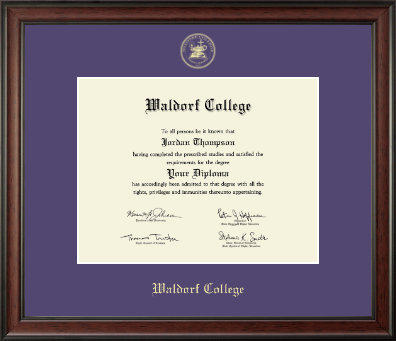 Waldorf College
To all persons be it known that
Jordan Thompson
having completed the prescribed studies and satisfied the
requirements for the degree
Your Diploma
has accordingly been admitted to that degree with all the
rights, privileges and immunities thereunto appertaining.
Waldorf College